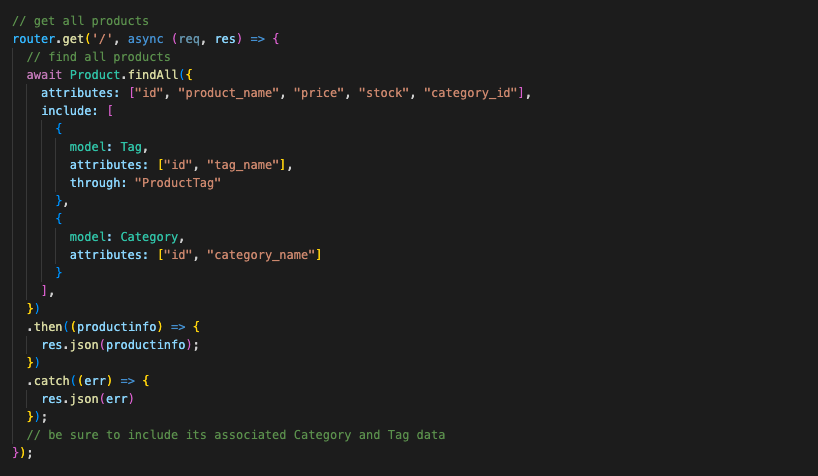 // get all products
router.get('/', async (req, res) => {
  // find all products
  await Product.findAll({
    attributes: ["id", "product_name", "price", "stock", "category_id"],
    include: [
      {
        model: Tag,
        attributes: ["id", "tag_name"],
        through: "ProductTag"
      },
      {
        model: Category,
        attributes: ["id", "category_name"]
      }
    ],
  })
  .then((productinfo) => {
    res.json(productinfo);
  })
  .catch((err) => {
    res.json(err)
  });
  // be sure to include its associated Category and Tag data
});